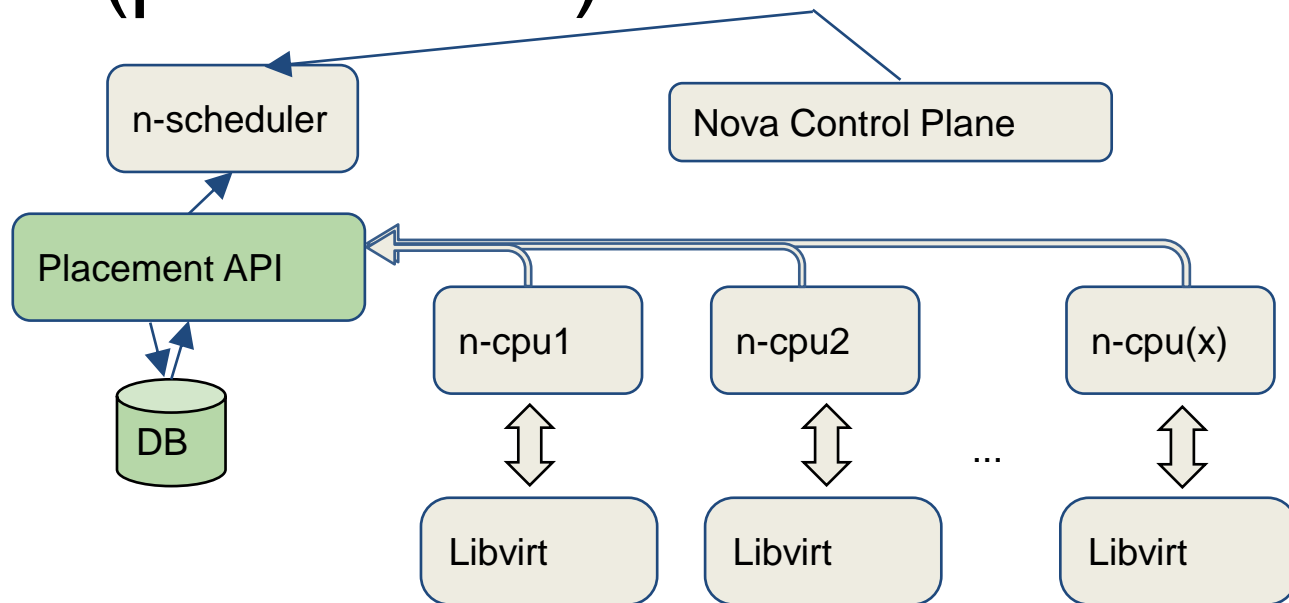 n-scheduler
Nova Control Plane
Placement API
n-cpu1
n-cpu2
n-cpu(x)
DB
...
Libvirt
Libvirt
Libvirt